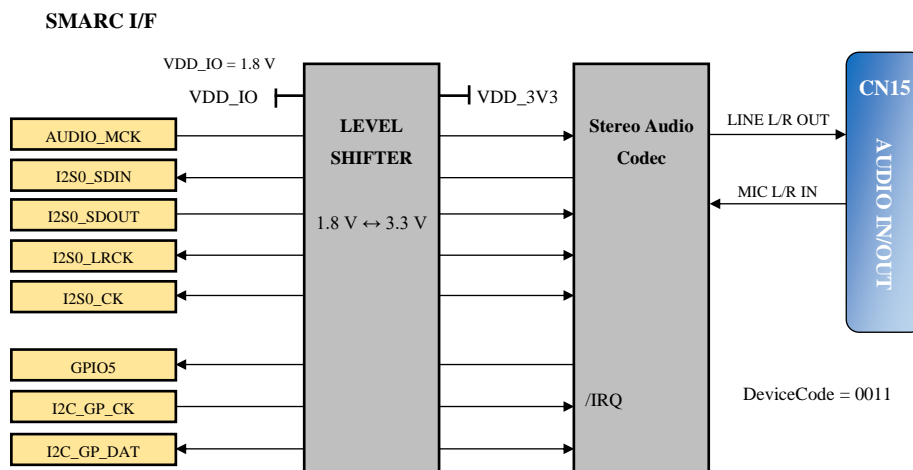 SMARC I/F
VDD_IO = 1.8 V
VDD_IO
VDD_3V3
LEVEL
SHIFTER
1.8 V ↔ 3.3 V
Stereo Audio
Codec
/IRQ
AUDIO_MCK
I2S0_SDIN
I2S0_SDOUT
I2S0_LRCK
I2S0_CK
GPIO5
I2C_GP_CK
I2C_GP_DAT
LINE L/R OUT
MIC L/R IN
CN15
AUDIO IN/OUT
DeviceCode = 0011